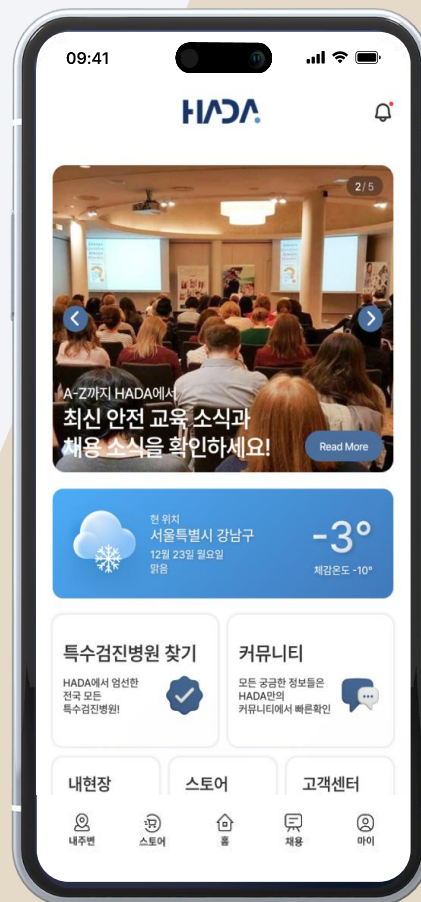 09:41
HADA
2/5
A-Z까지 HADA에서
최신 안전 교육 소식과
채용 소식을 확인하세요!
Read More
현 위치
서울특별시 강남구
12월 23일 월요일
맑음
-3°
체감온도 -10°
특수검진병원 찾기
HADA에서 엄선한
전국 모든
특수검진병원!
커뮤니티
모든 궁금한 정보들은
HADA만의
커뮤니티에서 빠른확인
내현장
스토어
고객센터
내주변
스토어
홈
채용
마이